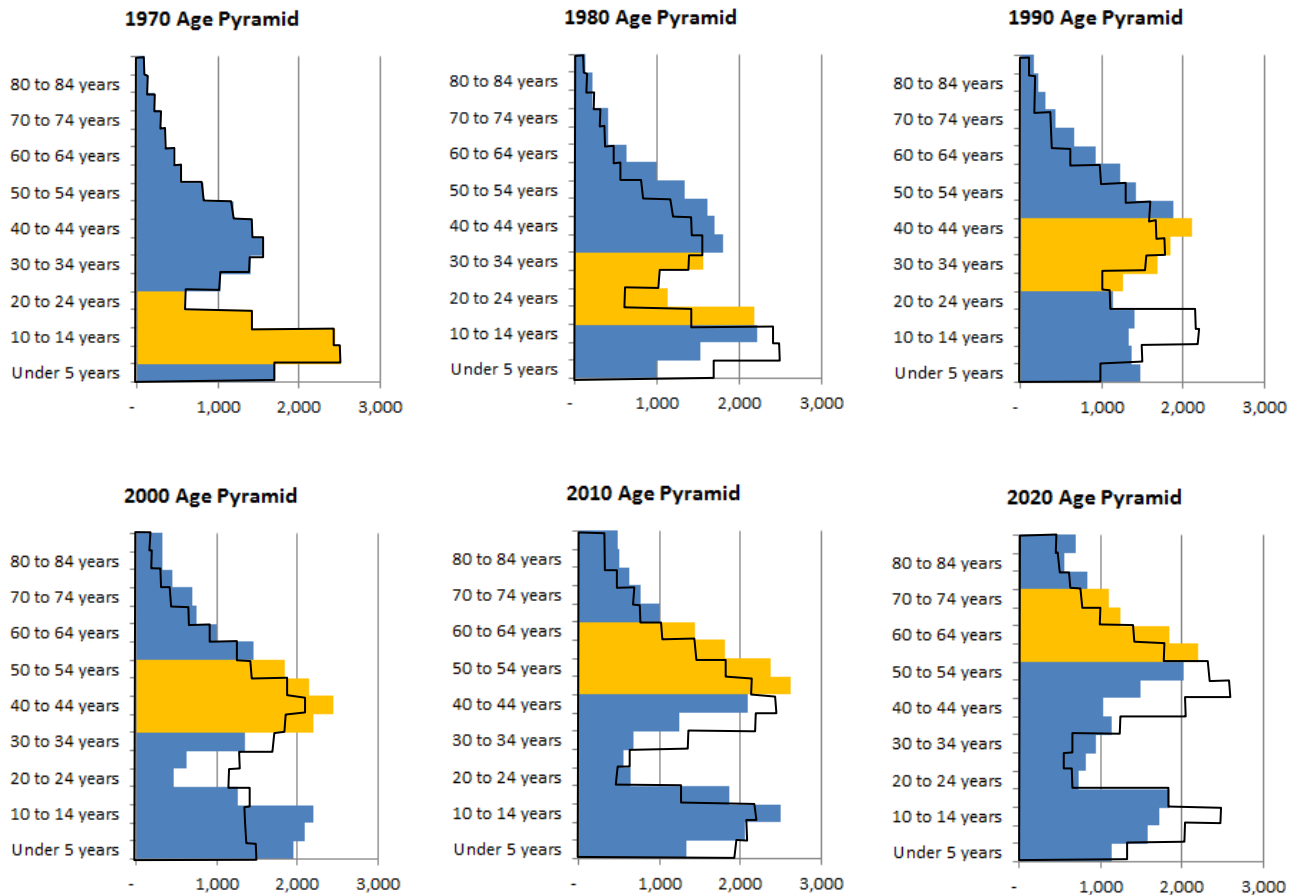 1970 Age Pyramid
80 to 84 years
70 to 74 years
60 to 64 years
50 to 54 years
40 to 44 years
30 to 34 years
20 to 24 years
10 to 14 years
Under 5 years
- 1,000 2,000 3,000
1980 Age Pyramid
80 to 84 years
70 to 74 years
60 to 64 years
50 to 54 years
40 to 44 years
30 to 34 years
20 to 24 years
10 to 14 years
Under 5 years
- 1,000 2,000 3,000
1990 Age Pyramid
80 to 84 years
70 to 74 years
60 to 64 years
50 to 54 years
40 to 44 years
30 to 34 years
20 to 24 years
10 to 14 years
Under 5 years
- 1,000 2,000 3,000
2000 Age Pyramid
80 to 84 years
70 to 74 years
60 to 64 years
50 to 54 years
40 to 44 years
30 to 34 years
20 to 24 years
10 to 14 years
Under 5 years
- 1,000 2,000 3,000
2010 Age Pyramid
80 to 84 years
70 to 74 years
60 to 64 years
50 to 54 years
40 to 44 years
30 to 34 years
20 to 24 years
10 to 14 years
Under 5 years
- 1,000 2,000 3,000
2020 Age Pyramid
80 to 84 years
70 to 74 years
60 to 64 years
50 to 54 years
40 to 44 years
30 to 34 years
20 to 24 years
10 to 14 years
Under 5 years
- 1,000 2,000 3,000